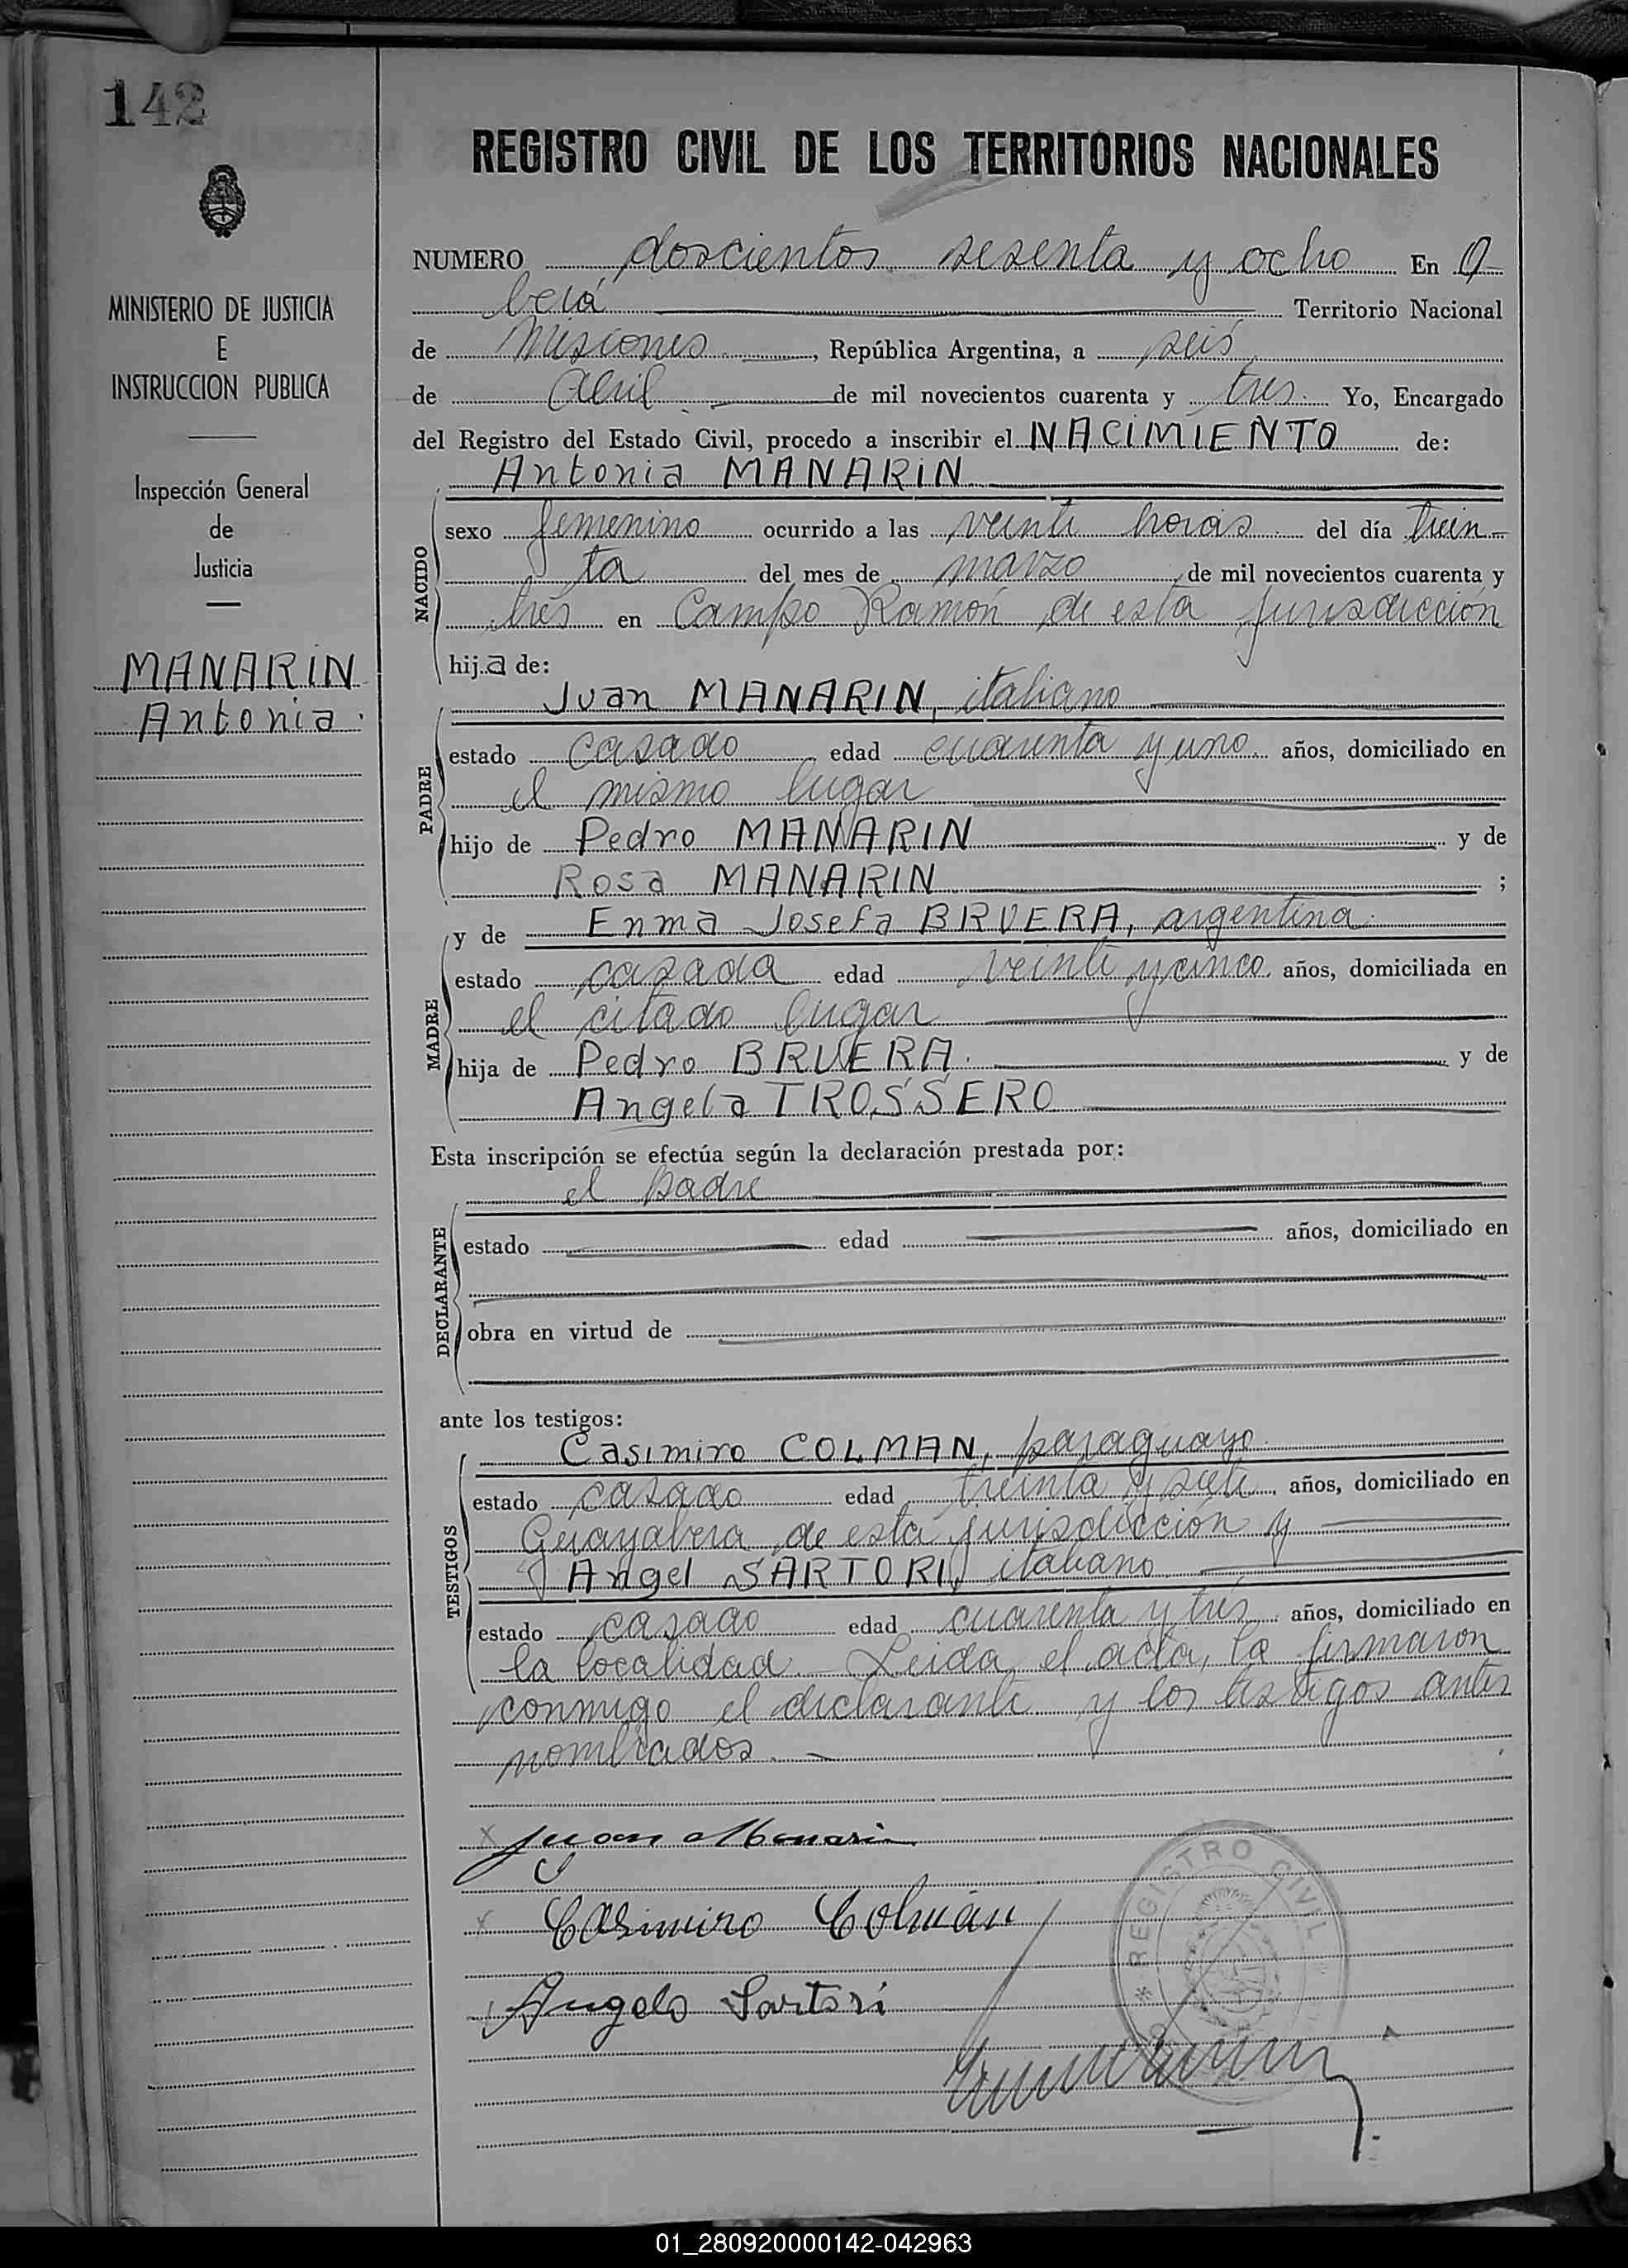 142
REGISTRO CIVIL DE LOS TERRITORIOS NACIONALES
MINISTERIO DE JUSTICIA
E
INSTRUCCION PUBLICA
Inspección General
de
Justicia
MANARIN
Antonia.
NUMERO doscientos sesenta y ocho En O-
berá Territorio Nacional
de Misiones, República Argentina, a seis
de Abril de mil novecientos cuarenta y tres. Yo, Encargado
del Registro del Estado Civil, procedo a inscribir el NACIMIENTO de:
Antonia MANARIN
NACIDO
sexo femenino ocurrido a las veinte horas del día trein-
ta del mes de marzo de mil novecientos cuarenta y
tres en Campo Ramón de esta jurisdicción
hija de:
PADRE
Juan MANARIN, italiano
estado casado edad cuarenta y uno años, domiciliado en
el mismo lugar
hijo de Pedro MANARIN y de
Rosa MANARIN ;
MADRE
y de Enma Josefa BRUERA, argentina
estado casada edad veinte y cinco años, domiciliada en
el citado lugar
hija de Pedro BRUERA y de
Angela TROSSERO
Esta inscripción se efectúa según la declaración prestada por:
el padre
DECLARANTE
estado edad años, domiciliado en
obra en virtud de
ante los testigos:
TESTIGOS
Casimiro COLMAN, paraguayo
estado casado edad treinta y siete años, domiciliado en
Guayabera de esta jurisdicción y
Angel SARTORI, italiano
estado casado edad cuarenta y tres años, domiciliado en
la localidad. Leida el acta, la firmaron
conmigo el declarante y los testigos antes
nombrados.
Juan Manarin
Casimiro Colmán
Angelo Sartori
* REGISTRO CIVIL
01_280920000142-042963